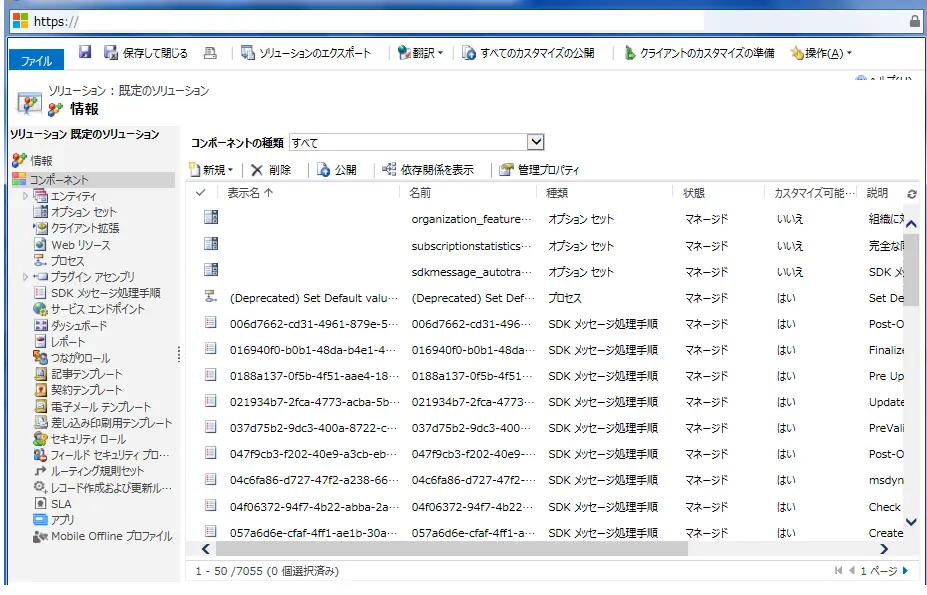 https://
ファイル 保存して閉じる ソリューションのエクスポート 翻訳 すべてのカスタマイズの公開 クライアントのカスタマイズの準備 操作(A)
ソリューション : 既定のソリューション
情報
ソリューション 既定のソリューション
情報
コンポーネント
エンティティ
オプション セット
クライアント拡張
Web リソース
プロセス
プラグイン アセンブリ
SDK メッセージ処理手順
サービス エンドポイント
ダッシュボード
レポート
つながりロール
記事テンプレート
契約テンプレート
電子メール テンプレート
差し込み印刷用テンプレート
セキュリティ ロール
フィールド セキュリティ プロ…
ルーティング規則セット
レコード作成および更新ル…
SLA
アプリ
Mobile Offline プロファイル
コンポーネントの種類 すべて
新規 削除 公開 依存関係を表示 管理プロパティ
表示名 ↑ 名前 種類 状態 カスタマイズ可能… 説明
organization_feature… オプション セット マネージド いいえ 組織に
subscriptionstatistics… オプション セット マネージド いいえ 完全な
sdkmessage_autotra… オプション セット マネージド いいえ SDK
(Deprecated) Set Default valu… (Deprecated) Set Def… プロセス マネージド はい Set De
006d7662-cd31-4961-879e-5… 006d7662-cd31-496… SDK メッセージ処理手順 マネージド はい Post-O
016940f0-b0b1-48da-b4e1-4… 016940f0-b0b1-48da… SDK メッセージ処理手順 マネージド はい Finalize
0188a137-0f5b-4f51-aae4-18… 0188a137-0f5b-4f51… SDK メッセージ処理手順 マネージド はい Pre Up
021934b7-2fca-4773-acba-5b… 021934b7-2fca-4773… SDK メッセージ処理手順 マネージド はい Update
037d75b2-9dc3-400a-8722-c… 037d75b2-9dc3-400… SDK メッセージ処理手順 マネージド はい PreVali
047f9cb3-f202-40e9-a3cb-eb… 047f9cb3-f202-40e9-… SDK メッセージ処理手順 マネージド はい Post-O
04c6fa86-d727-47f2-a238-66… 04c6fa86-d727-47f2-… SDK メッセージ処理手順 マネージド はい msdyn
04f06372-94f7-4b22-abba-2a… 04f06372-94f7-4b22… SDK メッセージ処理手順 マネージド はい Check
057a6d6e-cfaf-4ff1-ae1b-30a… 057a6d6e-cfaf-4ff1-a… SDK メッセージ処理手順 マネージド はい Create
1 - 50 /7055 (0 個選択済み) 1 ページ